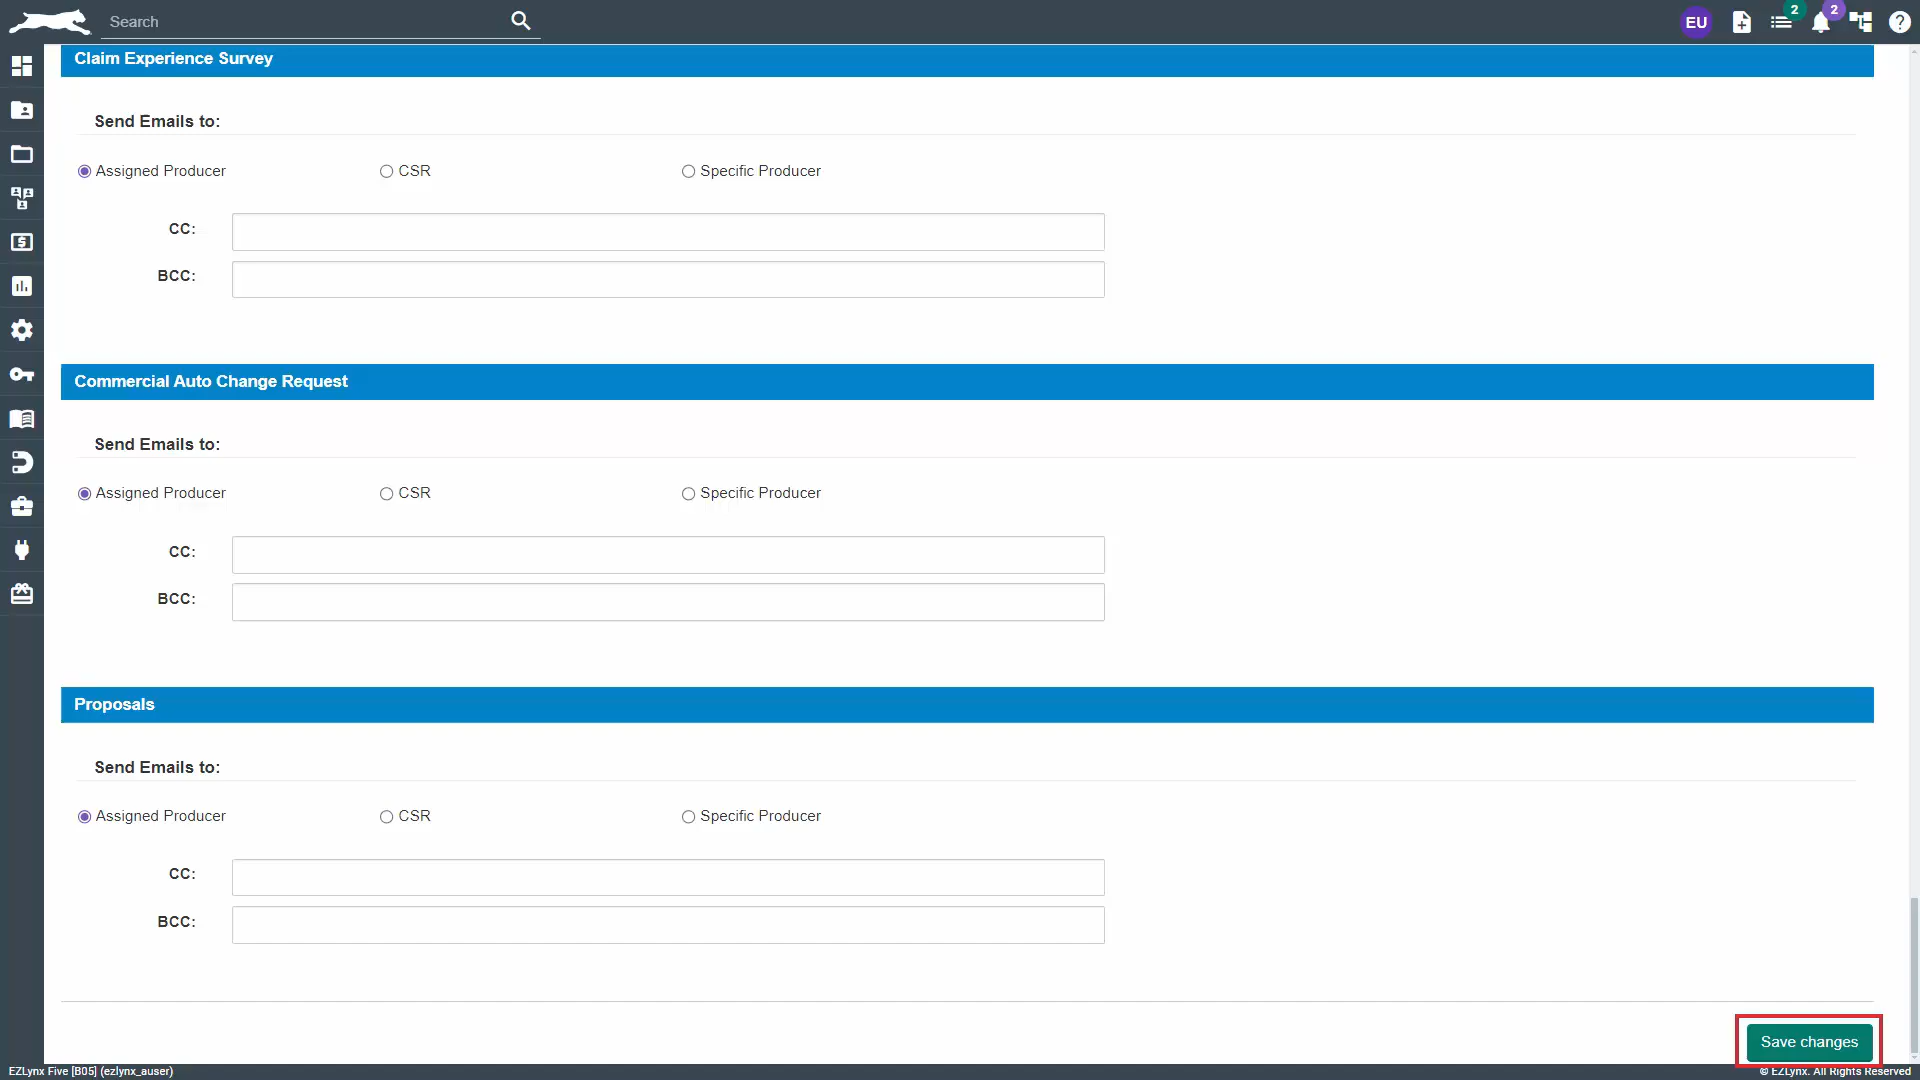 Search
EU
2
2
Claim Experience Survey
Send Emails to:
Assigned Producer
CSR
Specific Producer
CC:
BCC:
Commercial Auto Change Request
Send Emails to:
Assigned Producer
CSR
Specific Producer
CC:
BCC:
Proposals
Send Emails to:
Assigned Producer
CSR
Specific Producer
CC:
BCC:
Save changes
EZLynx Five [B05] (ezlynx_auser)
© EZLynx. All Rights Reserved